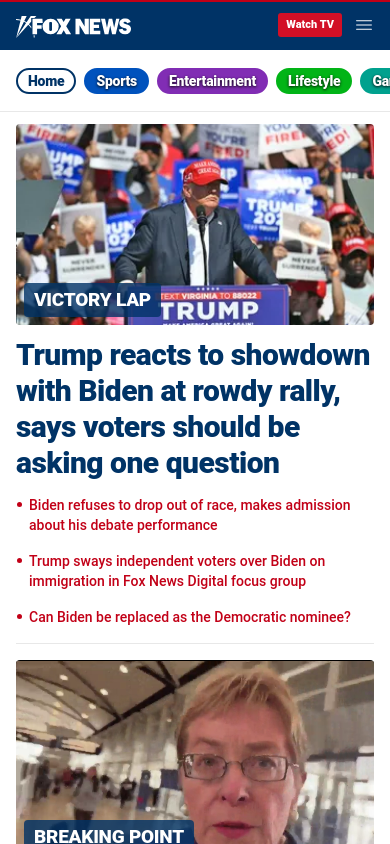 FOX NEWS
Watch TV
Home
Sports
Entertainment
Lifestyle
YOU'RE FIRED!
TRUMP
NEVER SURRENDER
NEVER SURRENDER
TEXT VIRGINIA TO 88022
TRUMP
MAKE AMERICA GREAT AGAIN!
VICTORY LAP
Trump reacts to showdown
with Biden at rowdy rally,
says voters should be
asking one question
• Biden refuses to drop out of race, makes admission
about his debate performance
• Trump sways independent voters over Biden on
immigration in Fox News Digital focus group
• Can Biden be replaced as the Democratic nominee?
BREAKING POINT